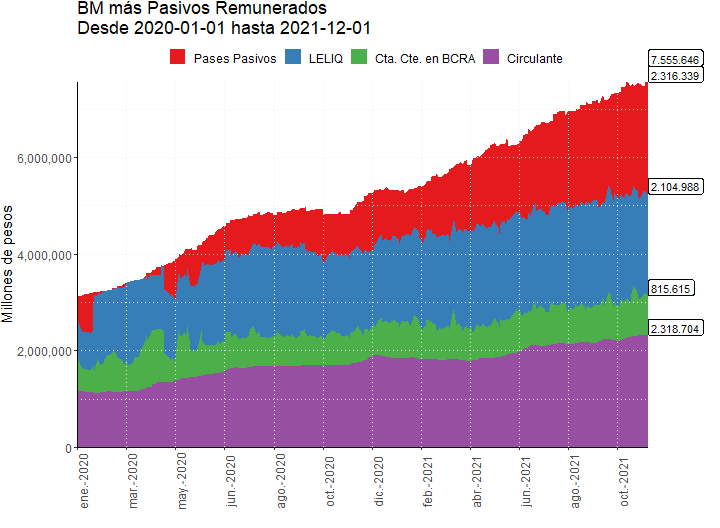 BM más Pasivos Remunerados
Desde 2020-01-01 hasta 2021-12-01
Pases Pasivos LELIQ Cta. Cte. en BCRA Circulante
7.555.646
2.316.339
2.104.988
815.615
2.318.704
Millones de pesos
6,000,000
4,000,000
2,000,000
0
ene.-2020
mar.-2020
may.-2020
jun.-2020
ago.-2020
oct.-2020
dic.-2020
feb.-2021
abr.-2021
jun.-2021
ago.-2021
oct.-2021